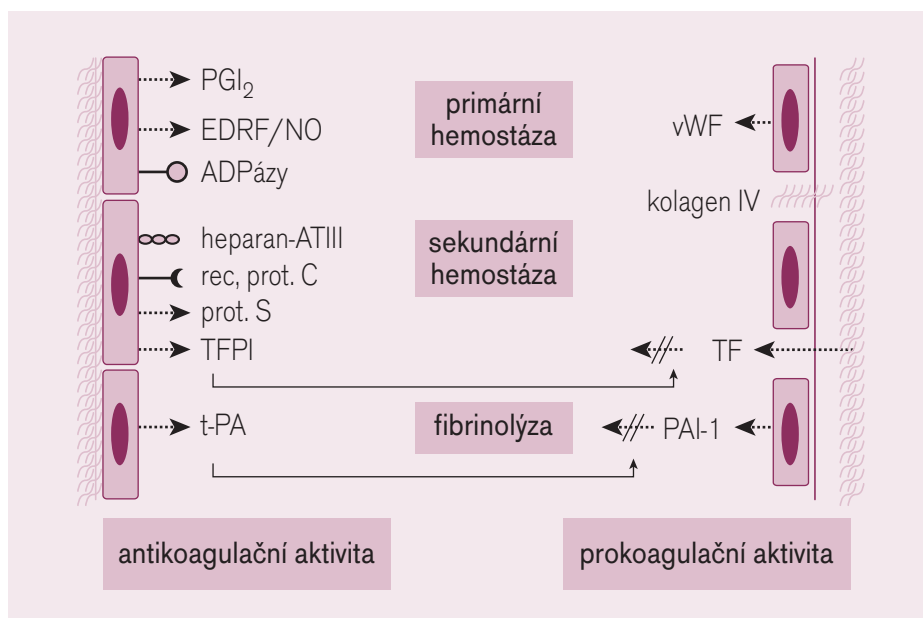 PGI2
EDRF/NO
ADPázy
primární
hemostáza
vWF
kolagen IV
heparan-ATIII
rec, prot. C
prot. S
TFPI
sekundární
hemostáza
TF
t-PA
fibrinolýza
PAI-1
antikoagulační aktivita
prokoagulační aktivita